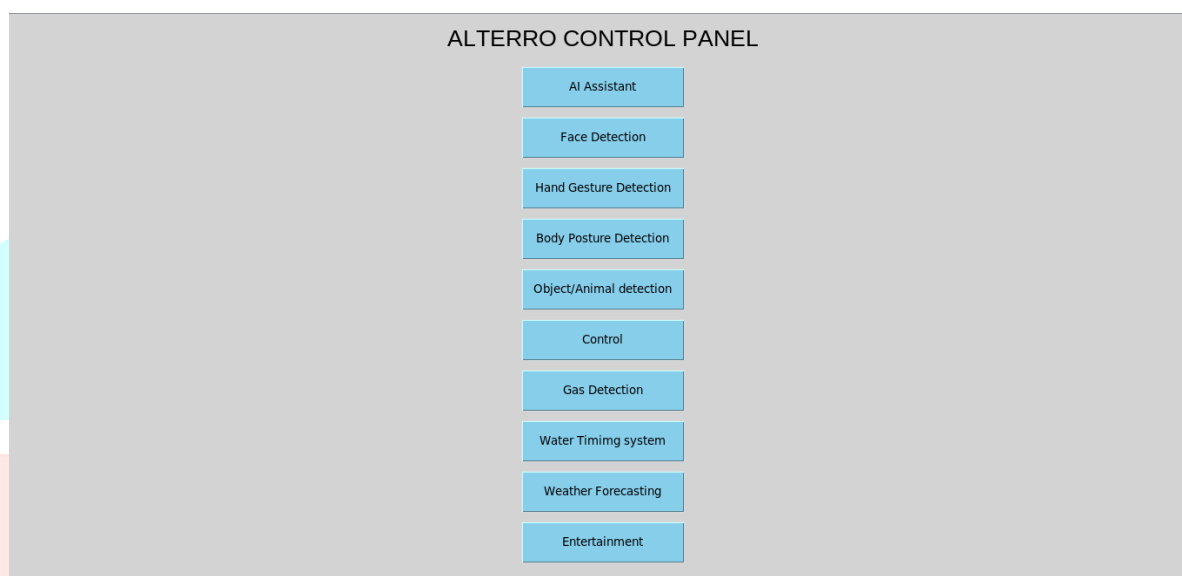 ALTERRO CONTROL PANEL
AI Assistant
Face Detection
Hand Gesture Detection
Body Posture Detection
Object/Animal detection
Control
Gas Detection
Water Timimg system
Weather Forecasting
Entertainment